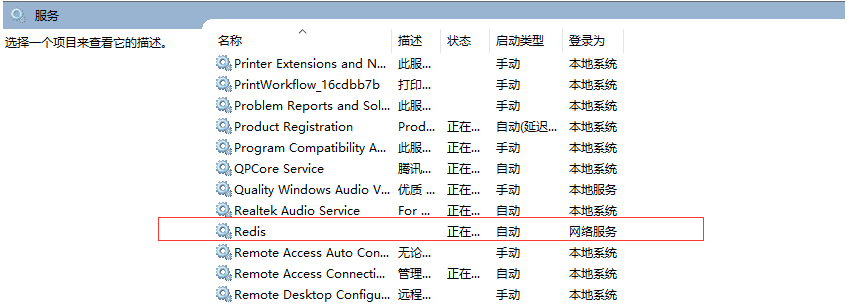 服务
选择一个项目来查看它的描述。
名称 描述 状态 启动类型 登录为
Printer Extensions and N... 此服... 手动 本地系统
PrintWorkflow_16cdbb7b 打印... 手动 本地系统
Problem Reports and Sol... 此服... 手动 本地系统
Product Registration Prod... 正在... 自动(延迟... 本地系统
Program Compatibility A... 此服... 正在... 手动 本地系统
QPCore Service 腾讯... 正在... 自动 本地系统
Quality Windows Audio V... 优质 ... 手动 本地服务
Realtek Audio Service For ... 正在... 自动 本地系统
Redis 正在... 自动 网络服务
Remote Access Auto Con... 无论... 手动 本地系统
Remote Access Connecti... 管理... 正在... 自动 本地系统
Remote Desktop Configu... 远程... 手动 本地系统